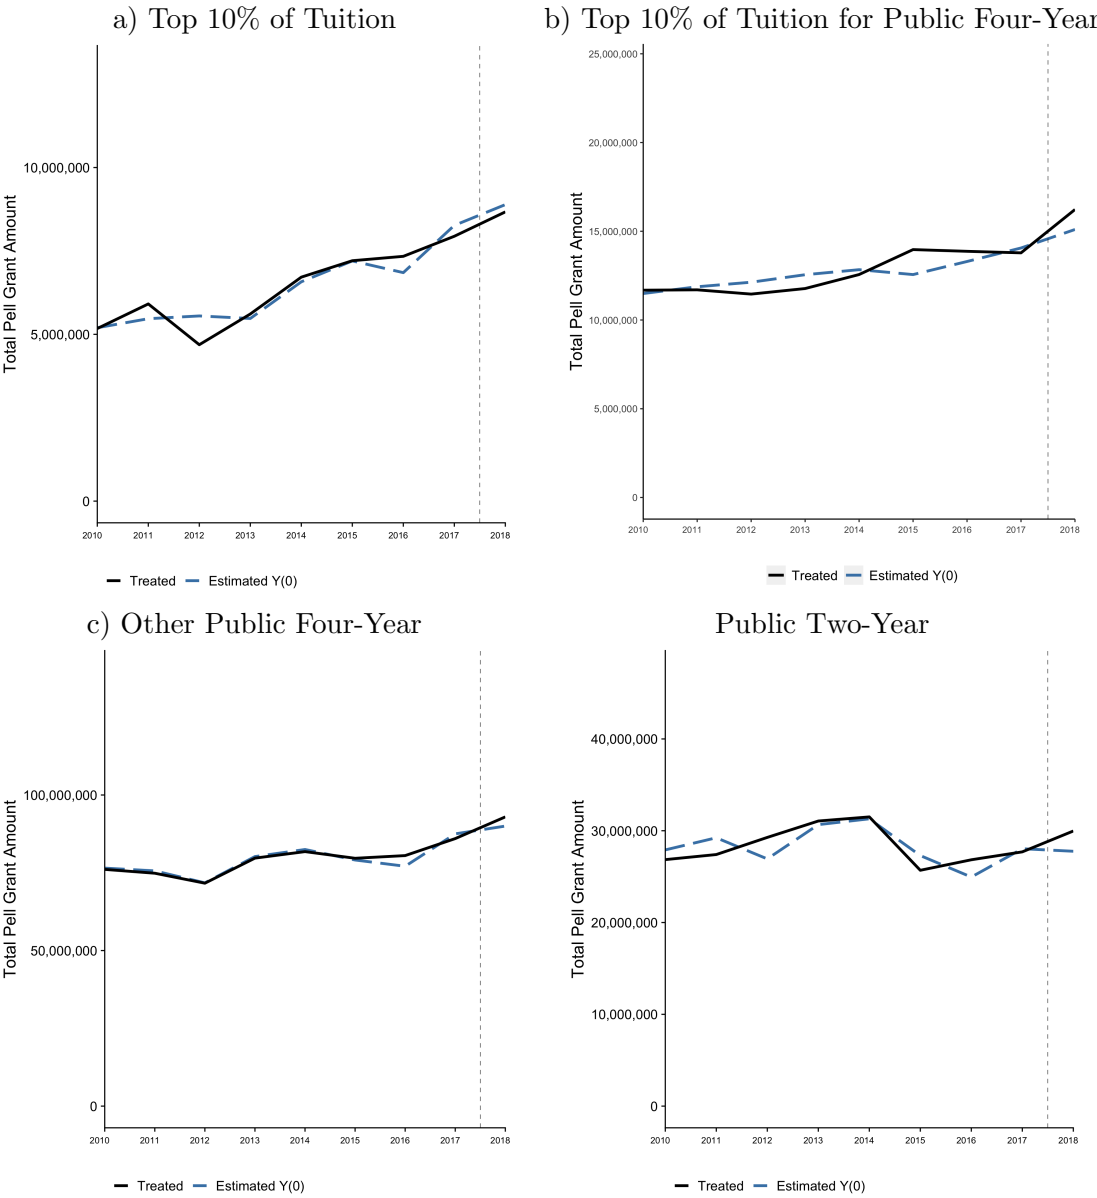 a) Top 10% of Tuition
Total Pell Grant Amount
10,000,000
5,000,000
0
2010 2011 2012 2013 2014 2015 2016 2017 2018
Treated Estimated Y(0)
b) Top 10% of Tuition for Public Four-Year
Total Pell Grant Amount
25,000,000
20,000,000
15,000,000
10,000,000
5,000,000
0
2010 2011 2012 2013 2014 2015 2016 2017 2018
Treated Estimated Y(0)
c) Other Public Four-Year
Total Pell Grant Amount
100,000,000
50,000,000
0
2010 2011 2012 2013 2014 2015 2016 2017 2018
Treated Estimated Y(0)
Public Two-Year
Total Pell Grant Amount
40,000,000
30,000,000
20,000,000
10,000,000
0
2010 2011 2012 2013 2014 2015 2016 2017 2018
Treated Estimated Y(0)